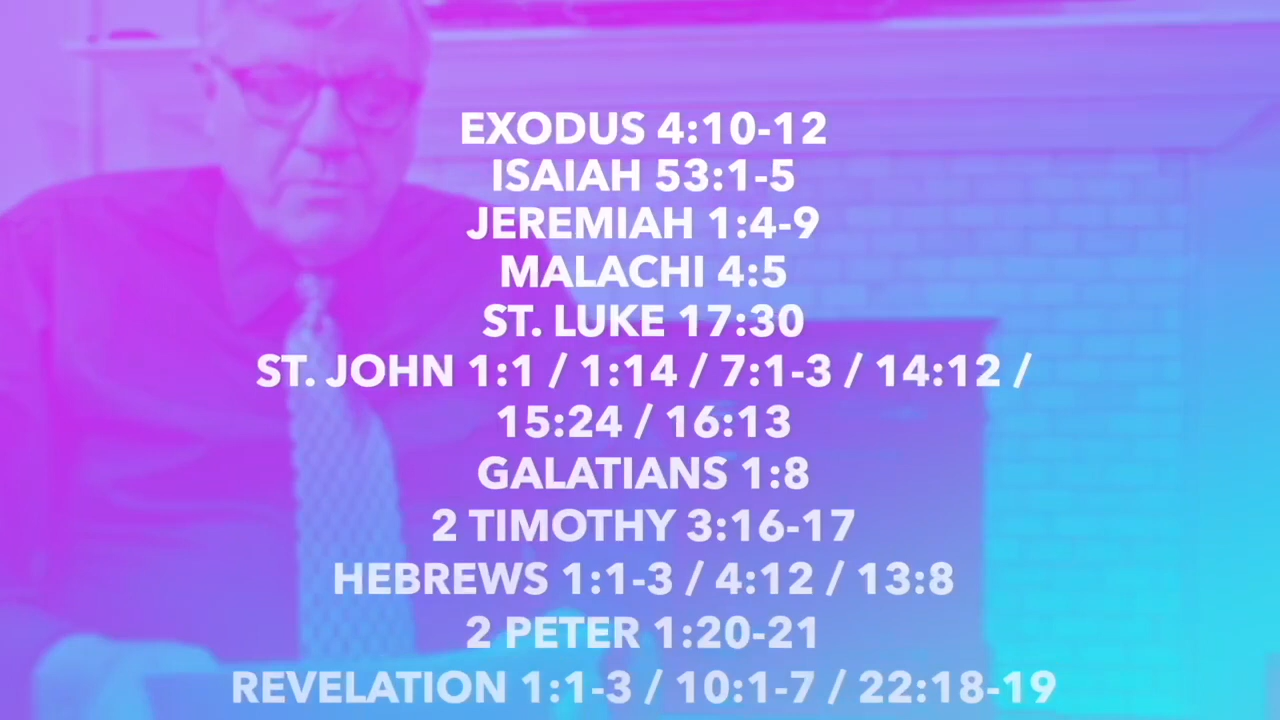 EXODUS 4:10-12
ISAIAH 53:1-5
JEREMIAH 1:4-9
MALACHI 4:5
ST. LUKE 17:30
ST. JOHN 1:1 / 1:14 / 7:1-3 / 14:12 /
15:24 / 16:13
GALATIANS 1:8
2 TIMOTHY 3:16-17
HEBREWS 1:1-3 / 4:12 / 13:8
2 PETER 1:20-21
REVELATION 1:1-3 / 10:1-7 / 22:18-19